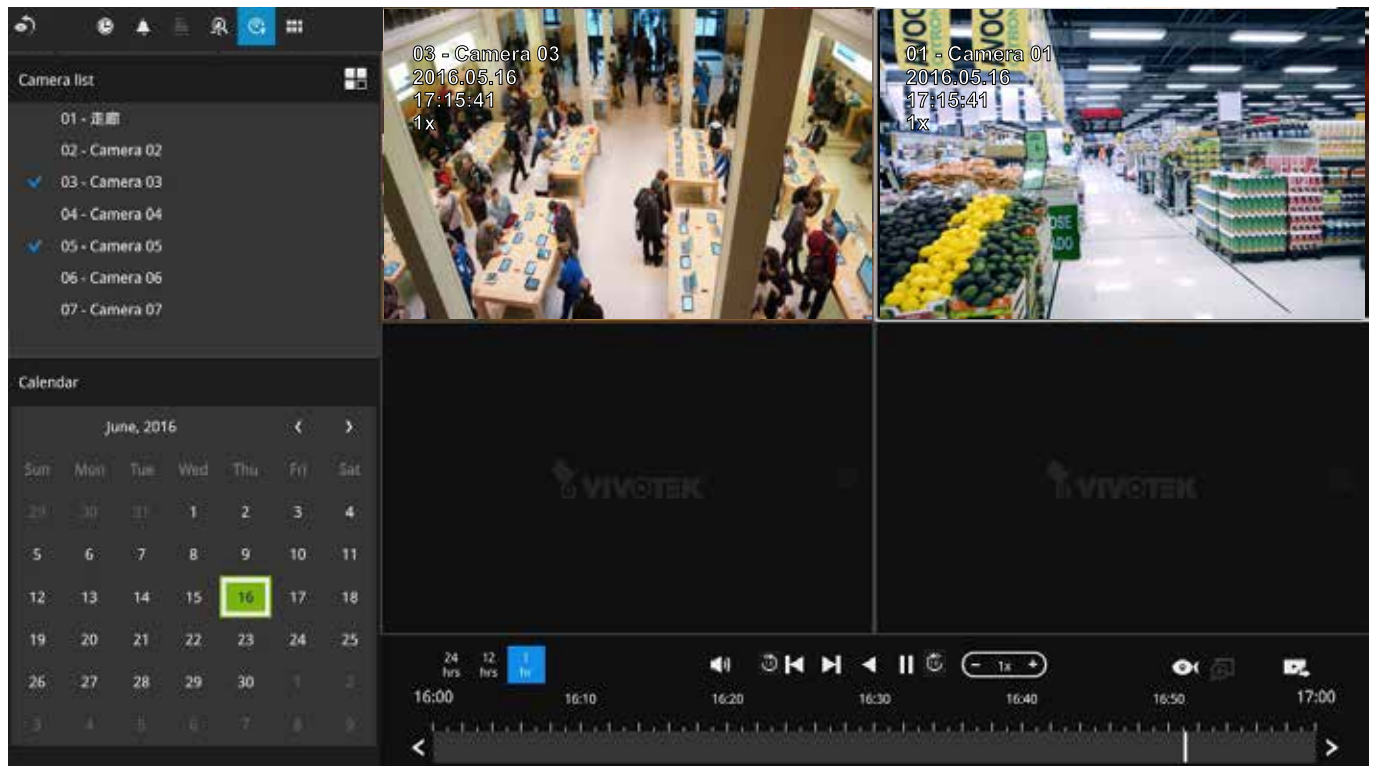 Camera list
01 - 走廊
02 - Camera 02
03 - Camera 03
04 - Camera 04
05 - Camera 05
06 - Camera 06
07 - Camera 07
Calendar
June, 2016
Sun Mon Tue Wed Thu Fri Sat
29 30 31 1 2 3 4
5 6 7 8 9 10 11
12 13 14 15 16 17 18
19 20 21 22 23 24 25
26 27 28 29 30 1 2
3 4 5 6 7 8 9
03 - Camera 03
2016.05.16
17:15:41
1x
01 - Camera 01
2016.05.16
17:15:41
1x
VIVOTEK
VIVOTEK
24 hrs
12 hrs
1 hr
- 1x +
16:00 16:10 16:20 16:30 16:40 16:50 17:00